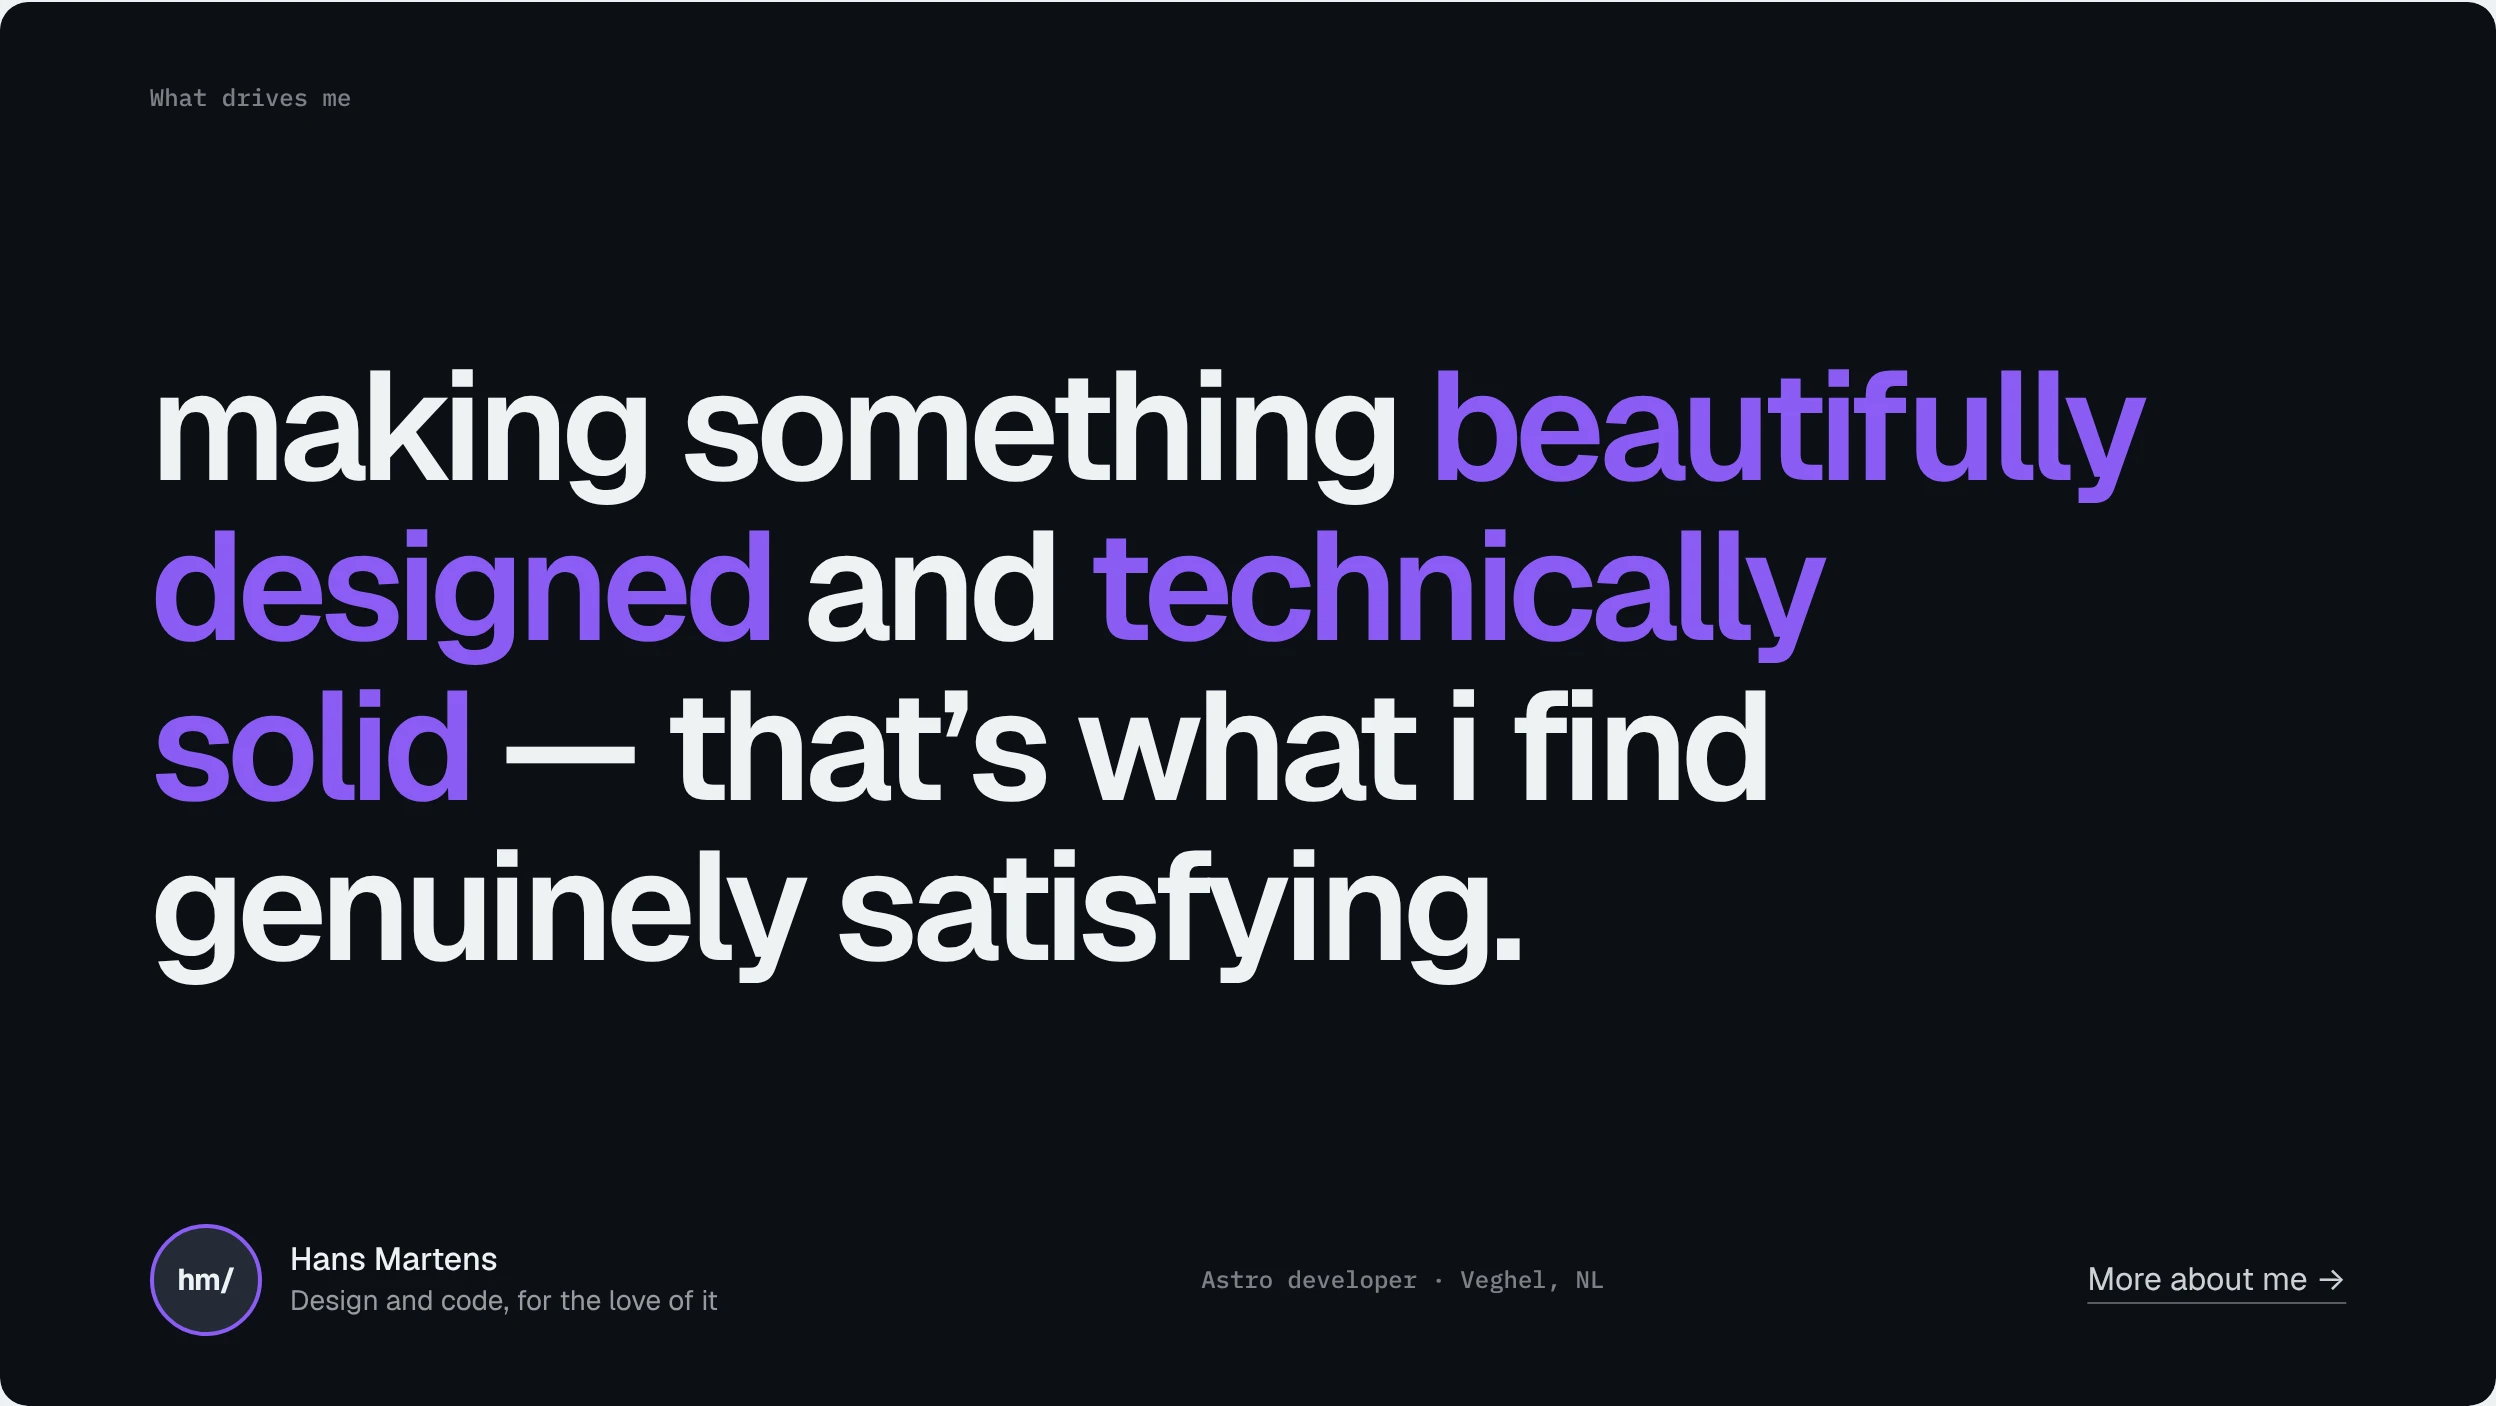 What drives me
making something beautifully
designed and technically
solid — that’s what i find
genuinely satisfying.
hm/
Hans Martens
Design and code, for the love of it
Astro developer · Veghel, NL
More about me →